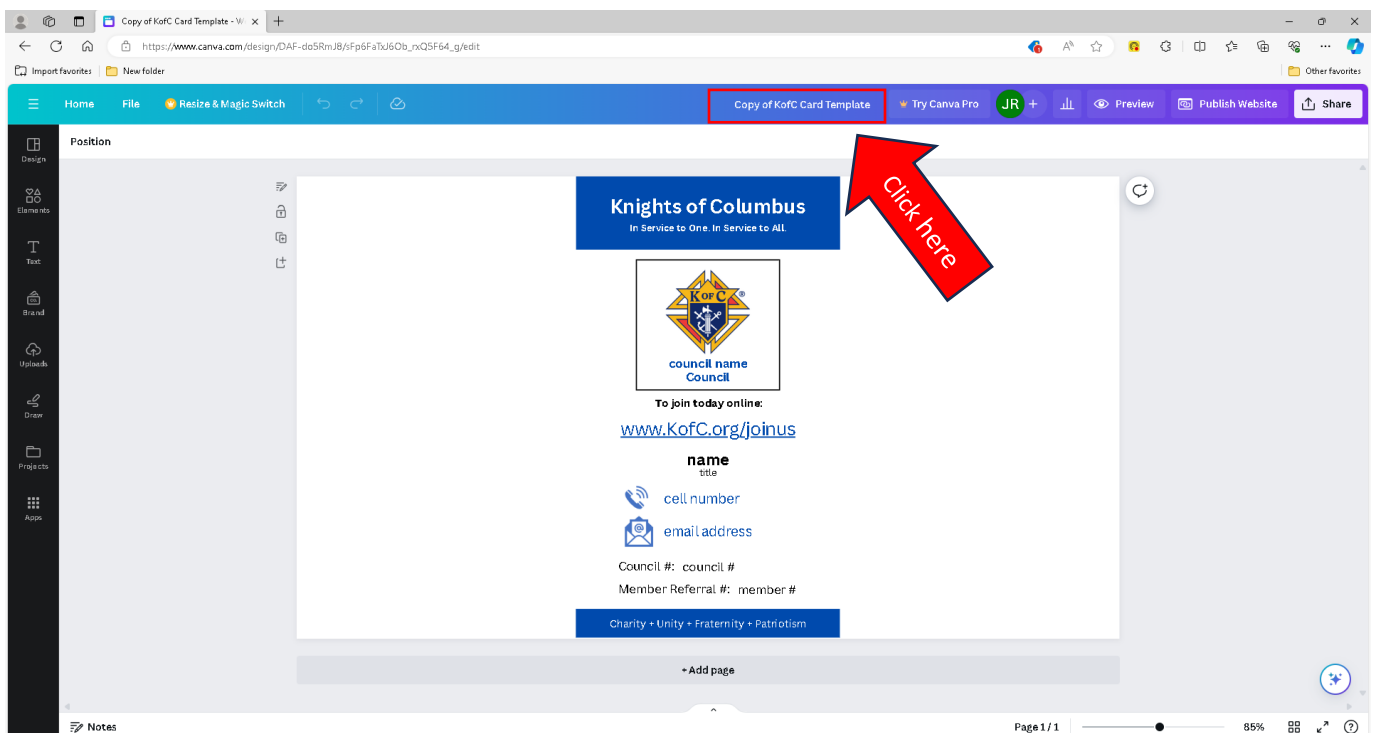 Copy of KofC Card Template - W
https://www.canva.com/design/DAF-do5RmJ8/sFp6FaTxJ6Ob_rxQ5F64_g/edit
Import favorites
New folder
Other favorites
Home
File
Resize & Magic Switch
Copy of KofC Card Template
Try Canva Pro
JR
+
Preview
Publish Website
Share
Position
Design
Elements
Text
Brand
Uploads
Draw
Projects
Apps
Click here
Knights of Columbus
In Service to One. In Service to All.
K OF C
®
council name
Council
To join today online:
www.KofC.org/joinus
name
title
cell number
email address
Council #: council #
Member Referral #: member #
Charity + Unity + Fraternity + Patriotism
+ Add page
Notes
Page 1 / 1
85%